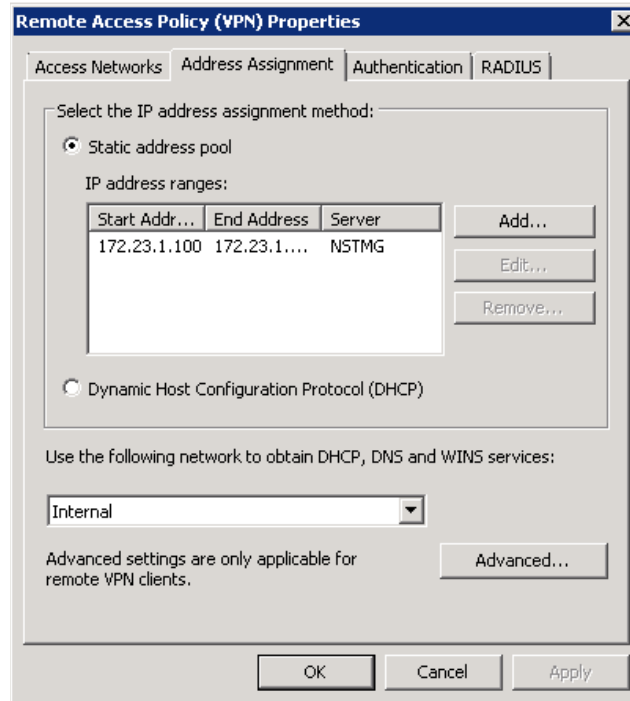 Remote Access Policy (VPN) Properties
Access Networks Address Assignment Authentication RADIUS
Select the IP address assignment method:
Static address pool
IP address ranges:
Start Addr... End Address Server
172.23.1.100 172.23.1.... NSTMG
Add...
Edit...
Remove...
Dynamic Host Configuration Protocol (DHCP)
Use the following network to obtain DHCP, DNS and WINS services:
Internal
Advanced settings are only applicable for
remote VPN clients.
Advanced...
OK Cancel Apply